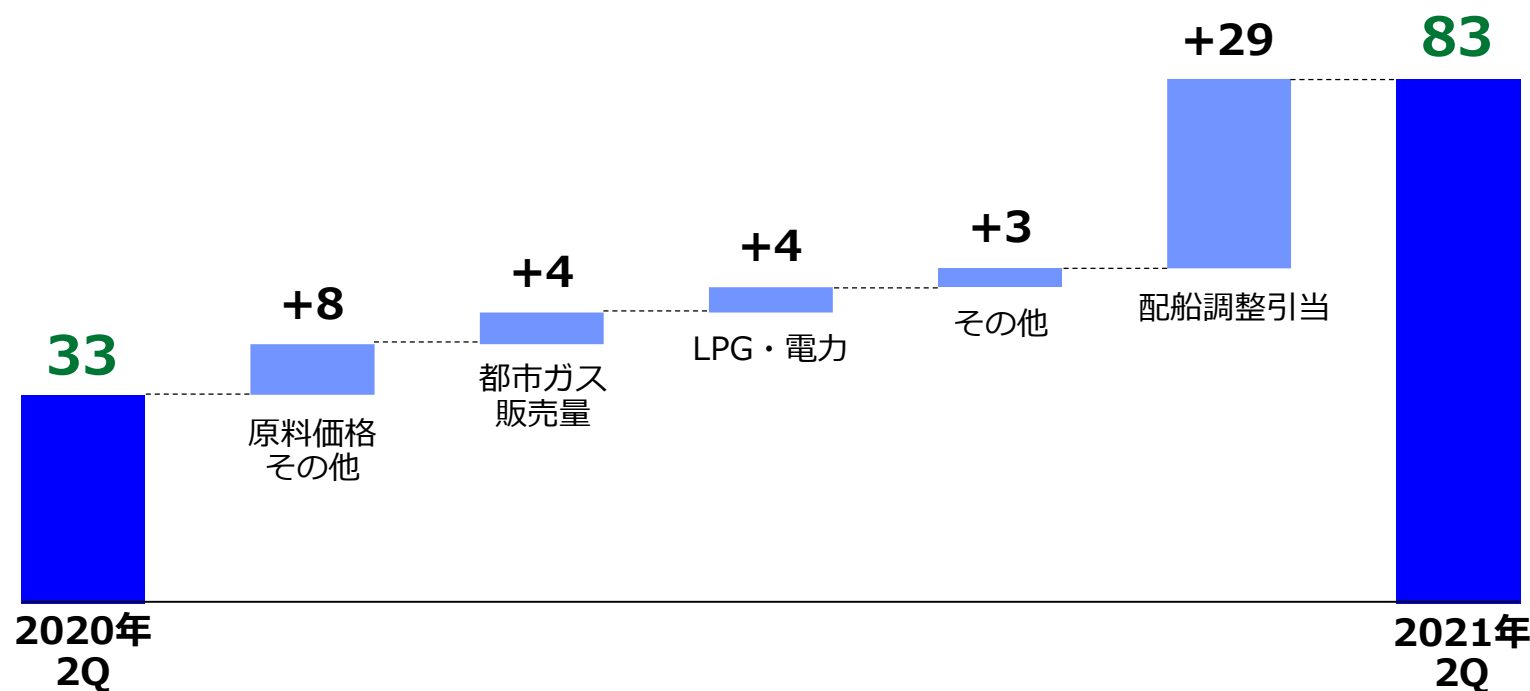 33
2020年
2Q
+8
原料価格
その他
+4
都市ガス
販売量
+4
LPG・電力
+3
その他
+29
配船調整引当
83
2021年
2Q